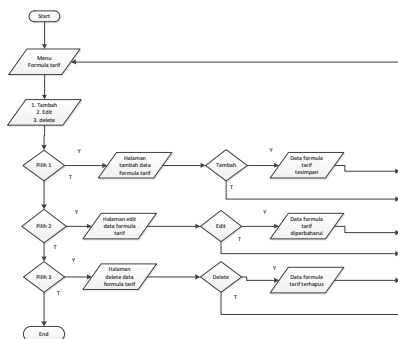 Start
Menu
Formula tarif
1. Tambah
2. Edit
3. delete
Pilih 1
Y
T
Halaman
tambah data
formula tarif
Tambah
Y
T
Data formula
tarif
tesimpan
Pilih 2
Y
T
Halaman edit
data formula
tarif
Edit
Y
T
Data formula
tarif
diperbaharui
Pilih 3
Y
T
Halaman
delete data
formula tarif
Delete
Y
T
Data formula
tarif terhapus
End